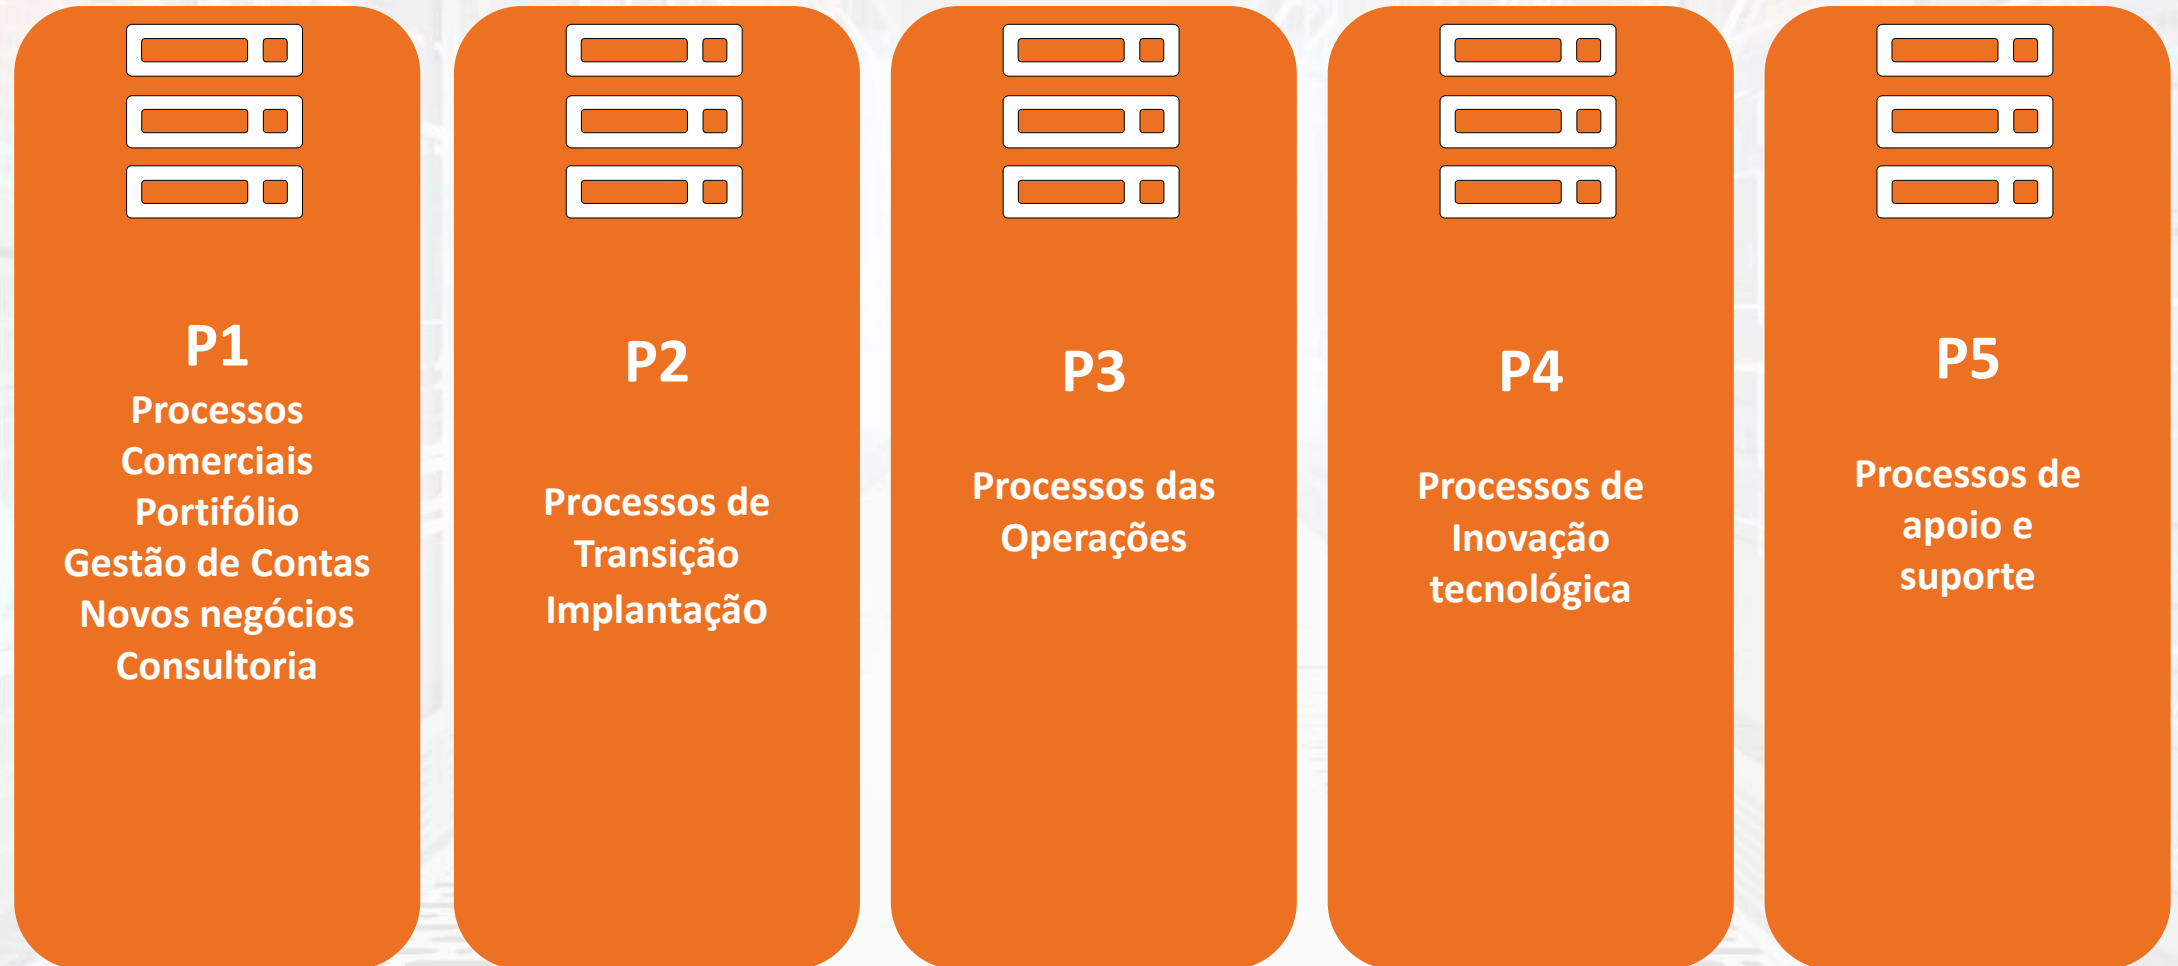 P1
Processos
Comerciais
Portifólio
Gestão de Contas
Novos negócios
Consultoria
P2
Processos de
Transição
Implantação
P3
Processos das
Operações
P4
Processos de
Inovação
tecnológica
P5
Processos de
apoio e
suporte